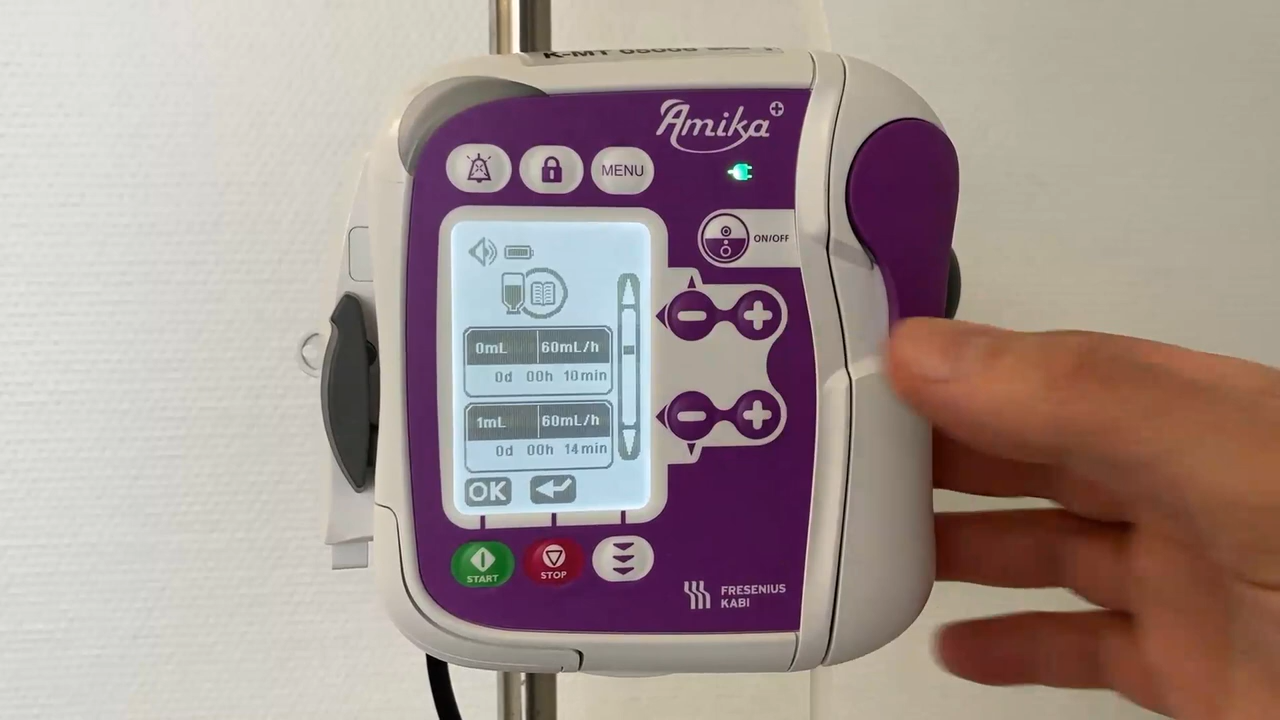 Amika+
MENU
ON/OFF
0mL 60mL/h
0d 00h 10min
1mL 60mL/h
0d 00h 14min
OK
START
STOP
FRESENIUS
KABI